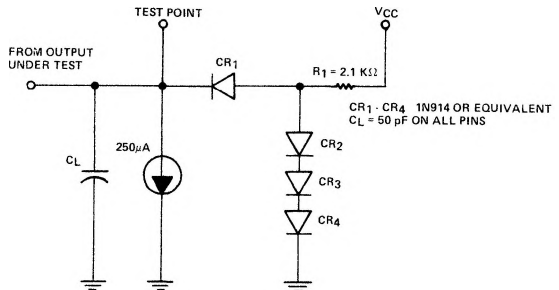 TEST POINT
VCC
FROM OUTPUT
UNDER TEST
CR1
R1 = 2.1 KΩ
CR1 - CR4 1N914 OR EQUIVALENT
CL = 50 pF ON ALL PINS
CL
250μA
CR2
CR3
CR4